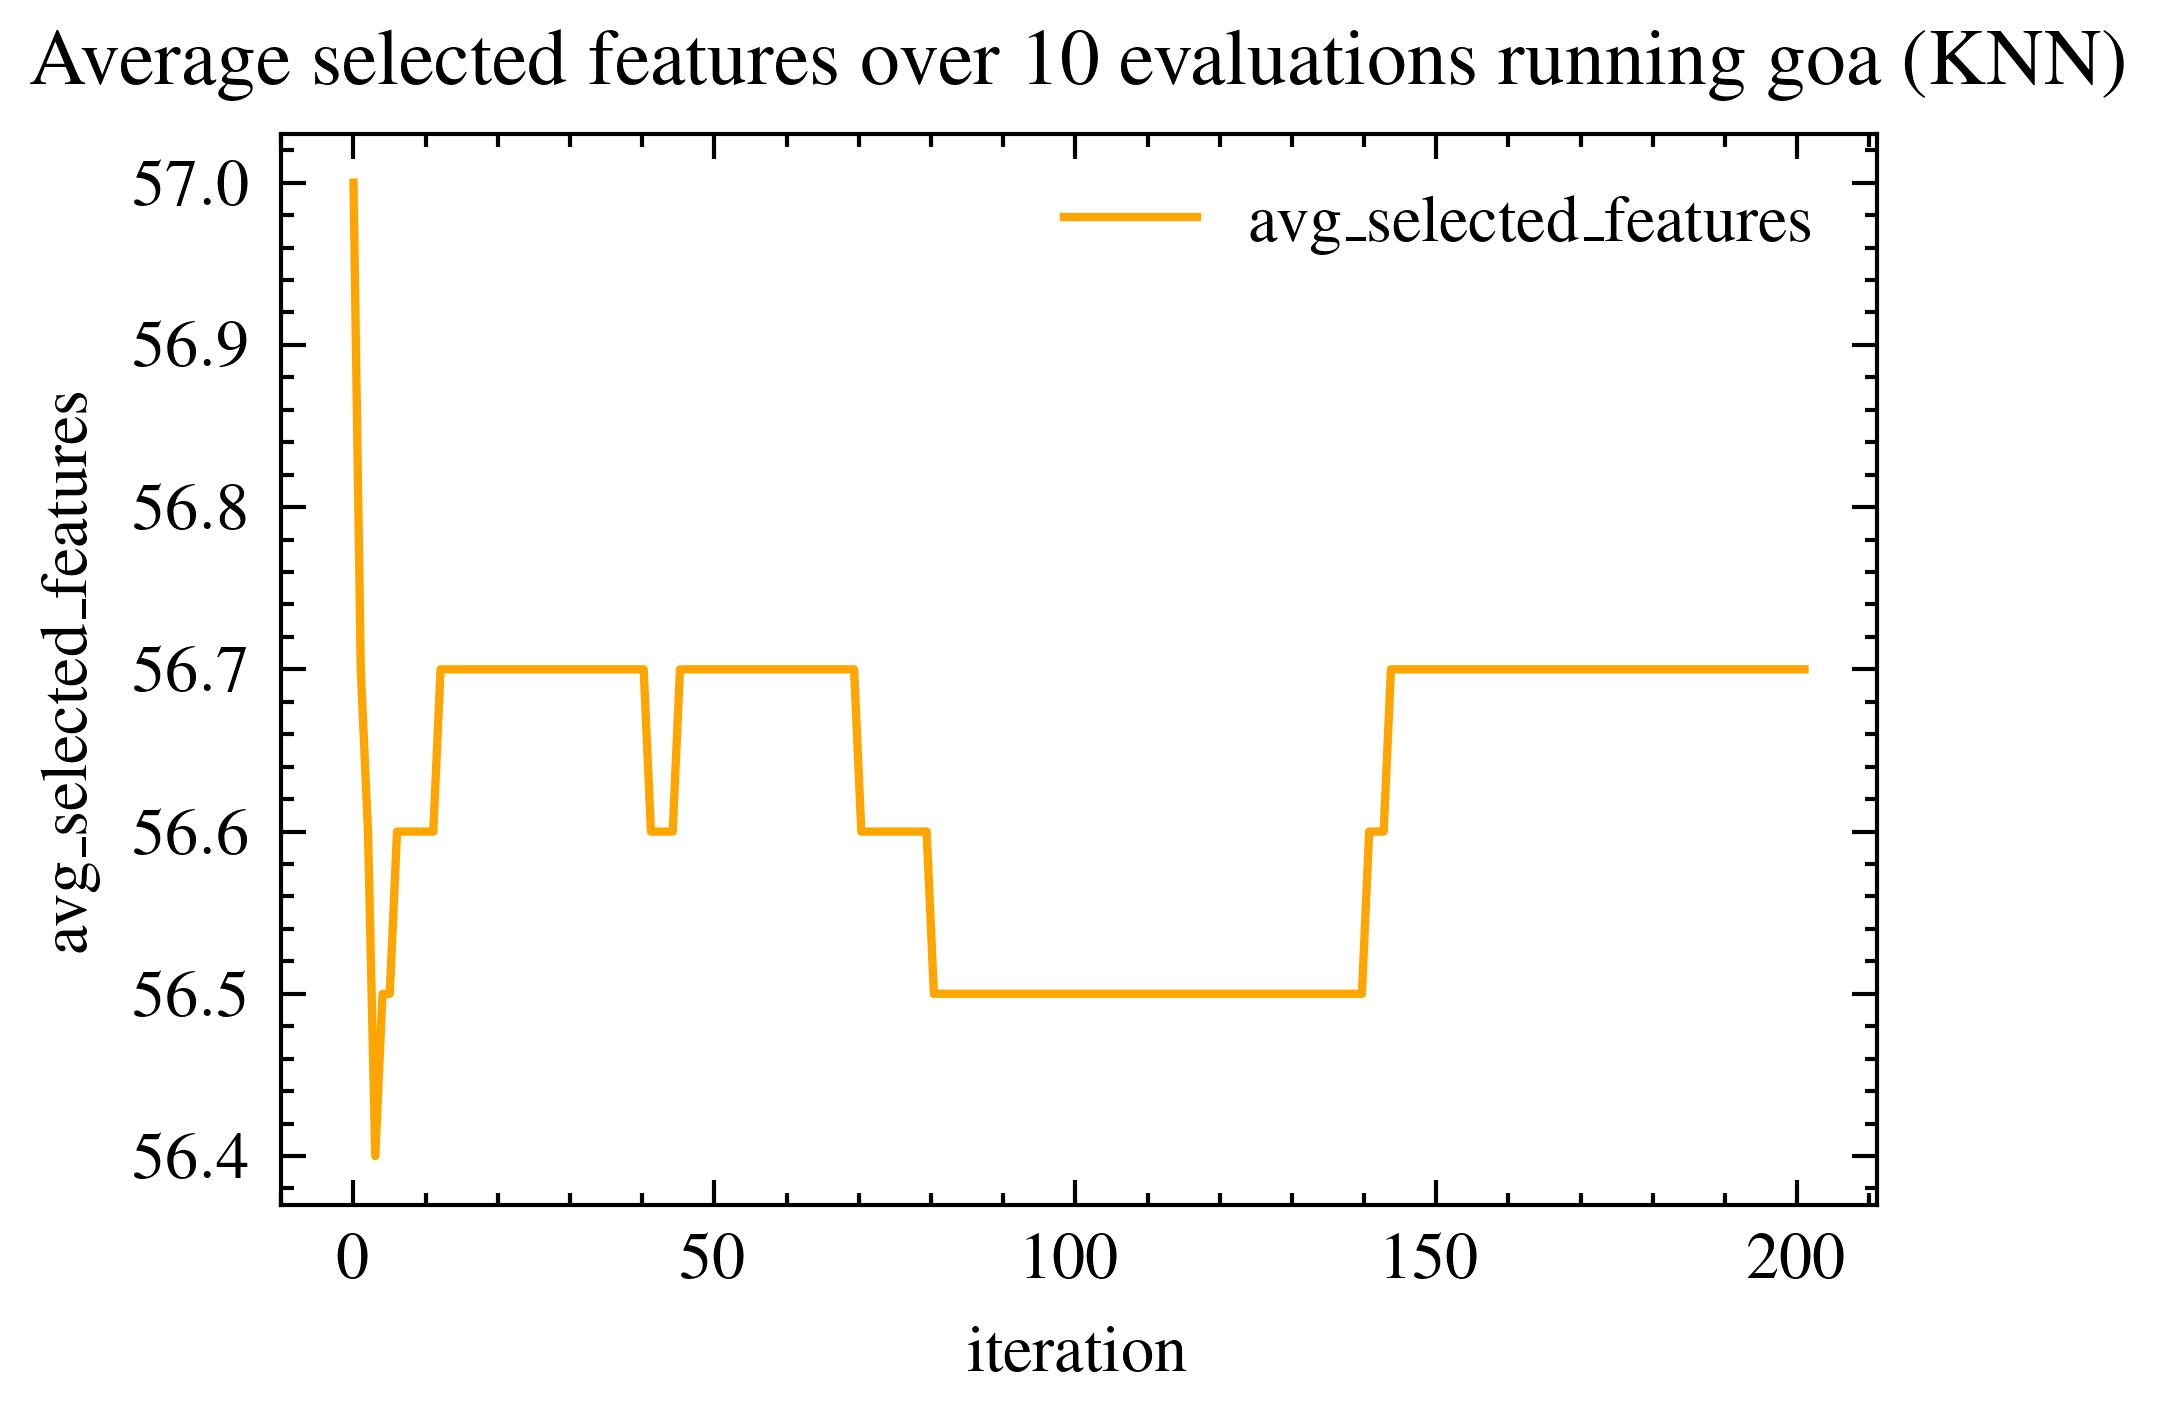 Average selected features over 10 evaluations running goa (KNN)
57.0
56.9
56.8
56.7
56.6
56.5
56.4
avg_selected_features
avg_selected_features
0 50 100 150 200
iteration